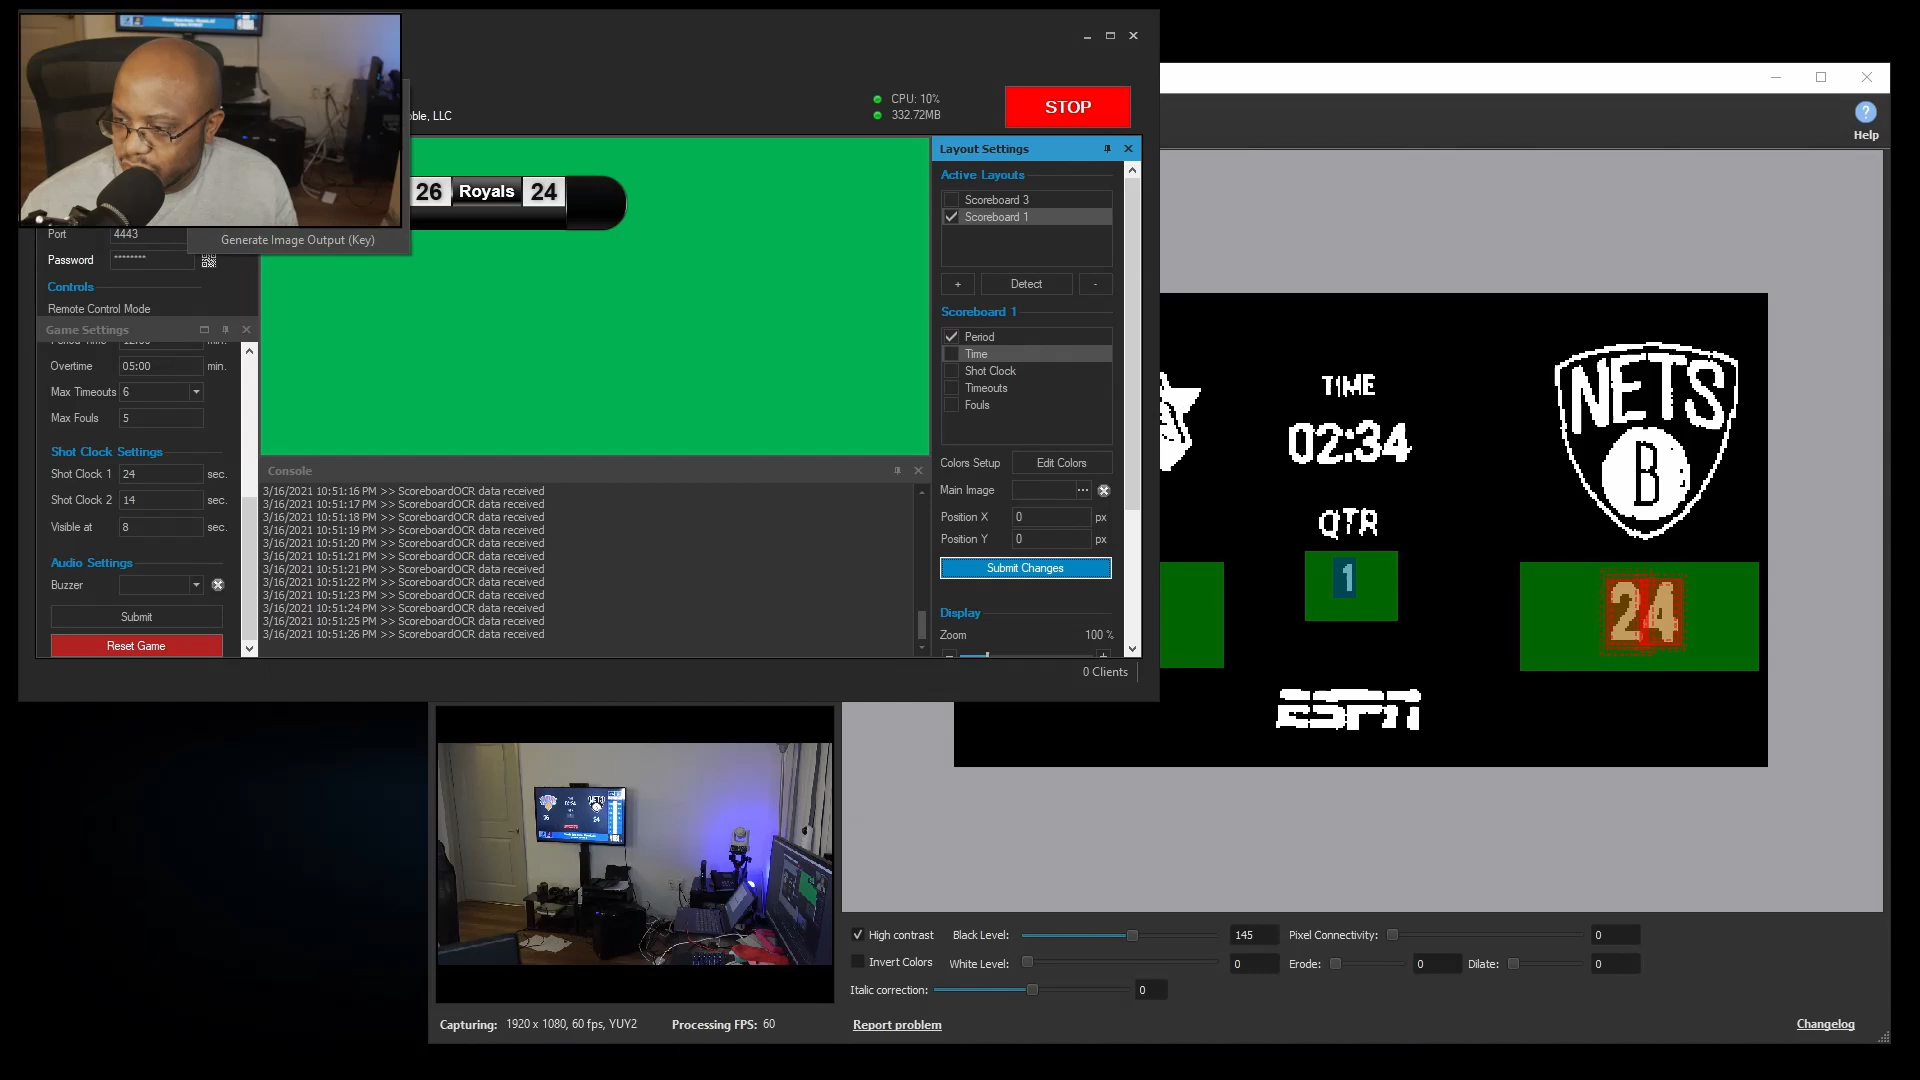 oble, LLC
CPU: 10%
332.72MB
STOP
Help
26 Royals 24
Port 4443
Password ********
Generate Image Output (Key)
Controls
Remote Control Mode
Game Settings
Overtime 05:00 min.
Max Timeouts 6
Max Fouls 5
Shot Clock Settings
Shot Clock 1 24 sec.
Shot Clock 2 14 sec.
Visible at 8 sec.
Audio Settings
Buzzer
Submit
Reset Game
Console
3/16/2021 10:51:16 PM >> ScoreboardOCR data received
3/16/2021 10:51:17 PM >> ScoreboardOCR data received
3/16/2021 10:51:18 PM >> ScoreboardOCR data received
3/16/2021 10:51:19 PM >> ScoreboardOCR data received
3/16/2021 10:51:20 PM >> ScoreboardOCR data received
3/16/2021 10:51:21 PM >> ScoreboardOCR data received
3/16/2021 10:51:21 PM >> ScoreboardOCR data received
3/16/2021 10:51:22 PM >> ScoreboardOCR data received
3/16/2021 10:51:23 PM >> ScoreboardOCR data received
3/16/2021 10:51:24 PM >> ScoreboardOCR data received
3/16/2021 10:51:25 PM >> ScoreboardOCR data received
3/16/2021 10:51:26 PM >> ScoreboardOCR data received
Layout Settings
Active Layouts
Scoreboard 3
Scoreboard 1
+ Detect -
Scoreboard 1
Period
Time
Shot Clock
Timeouts
Fouls
Colors Setup Edit Colors
Main Image ...
Position X 0 px
Position Y 0 px
Submit Changes
Display
Zoom 100 %
0 Clients
TIME
02:34
QTR
1
ESPN
NETS
B
24
High contrast Black Level: 145 Pixel Connectivity: 0
Invert Colors White Level: 0 Erode: 0 Dilate: 0
Italic correction: 0
Capturing: 1920 x 1080, 60 fps, YUY2 Processing FPS: 60
Report problem
Changelog